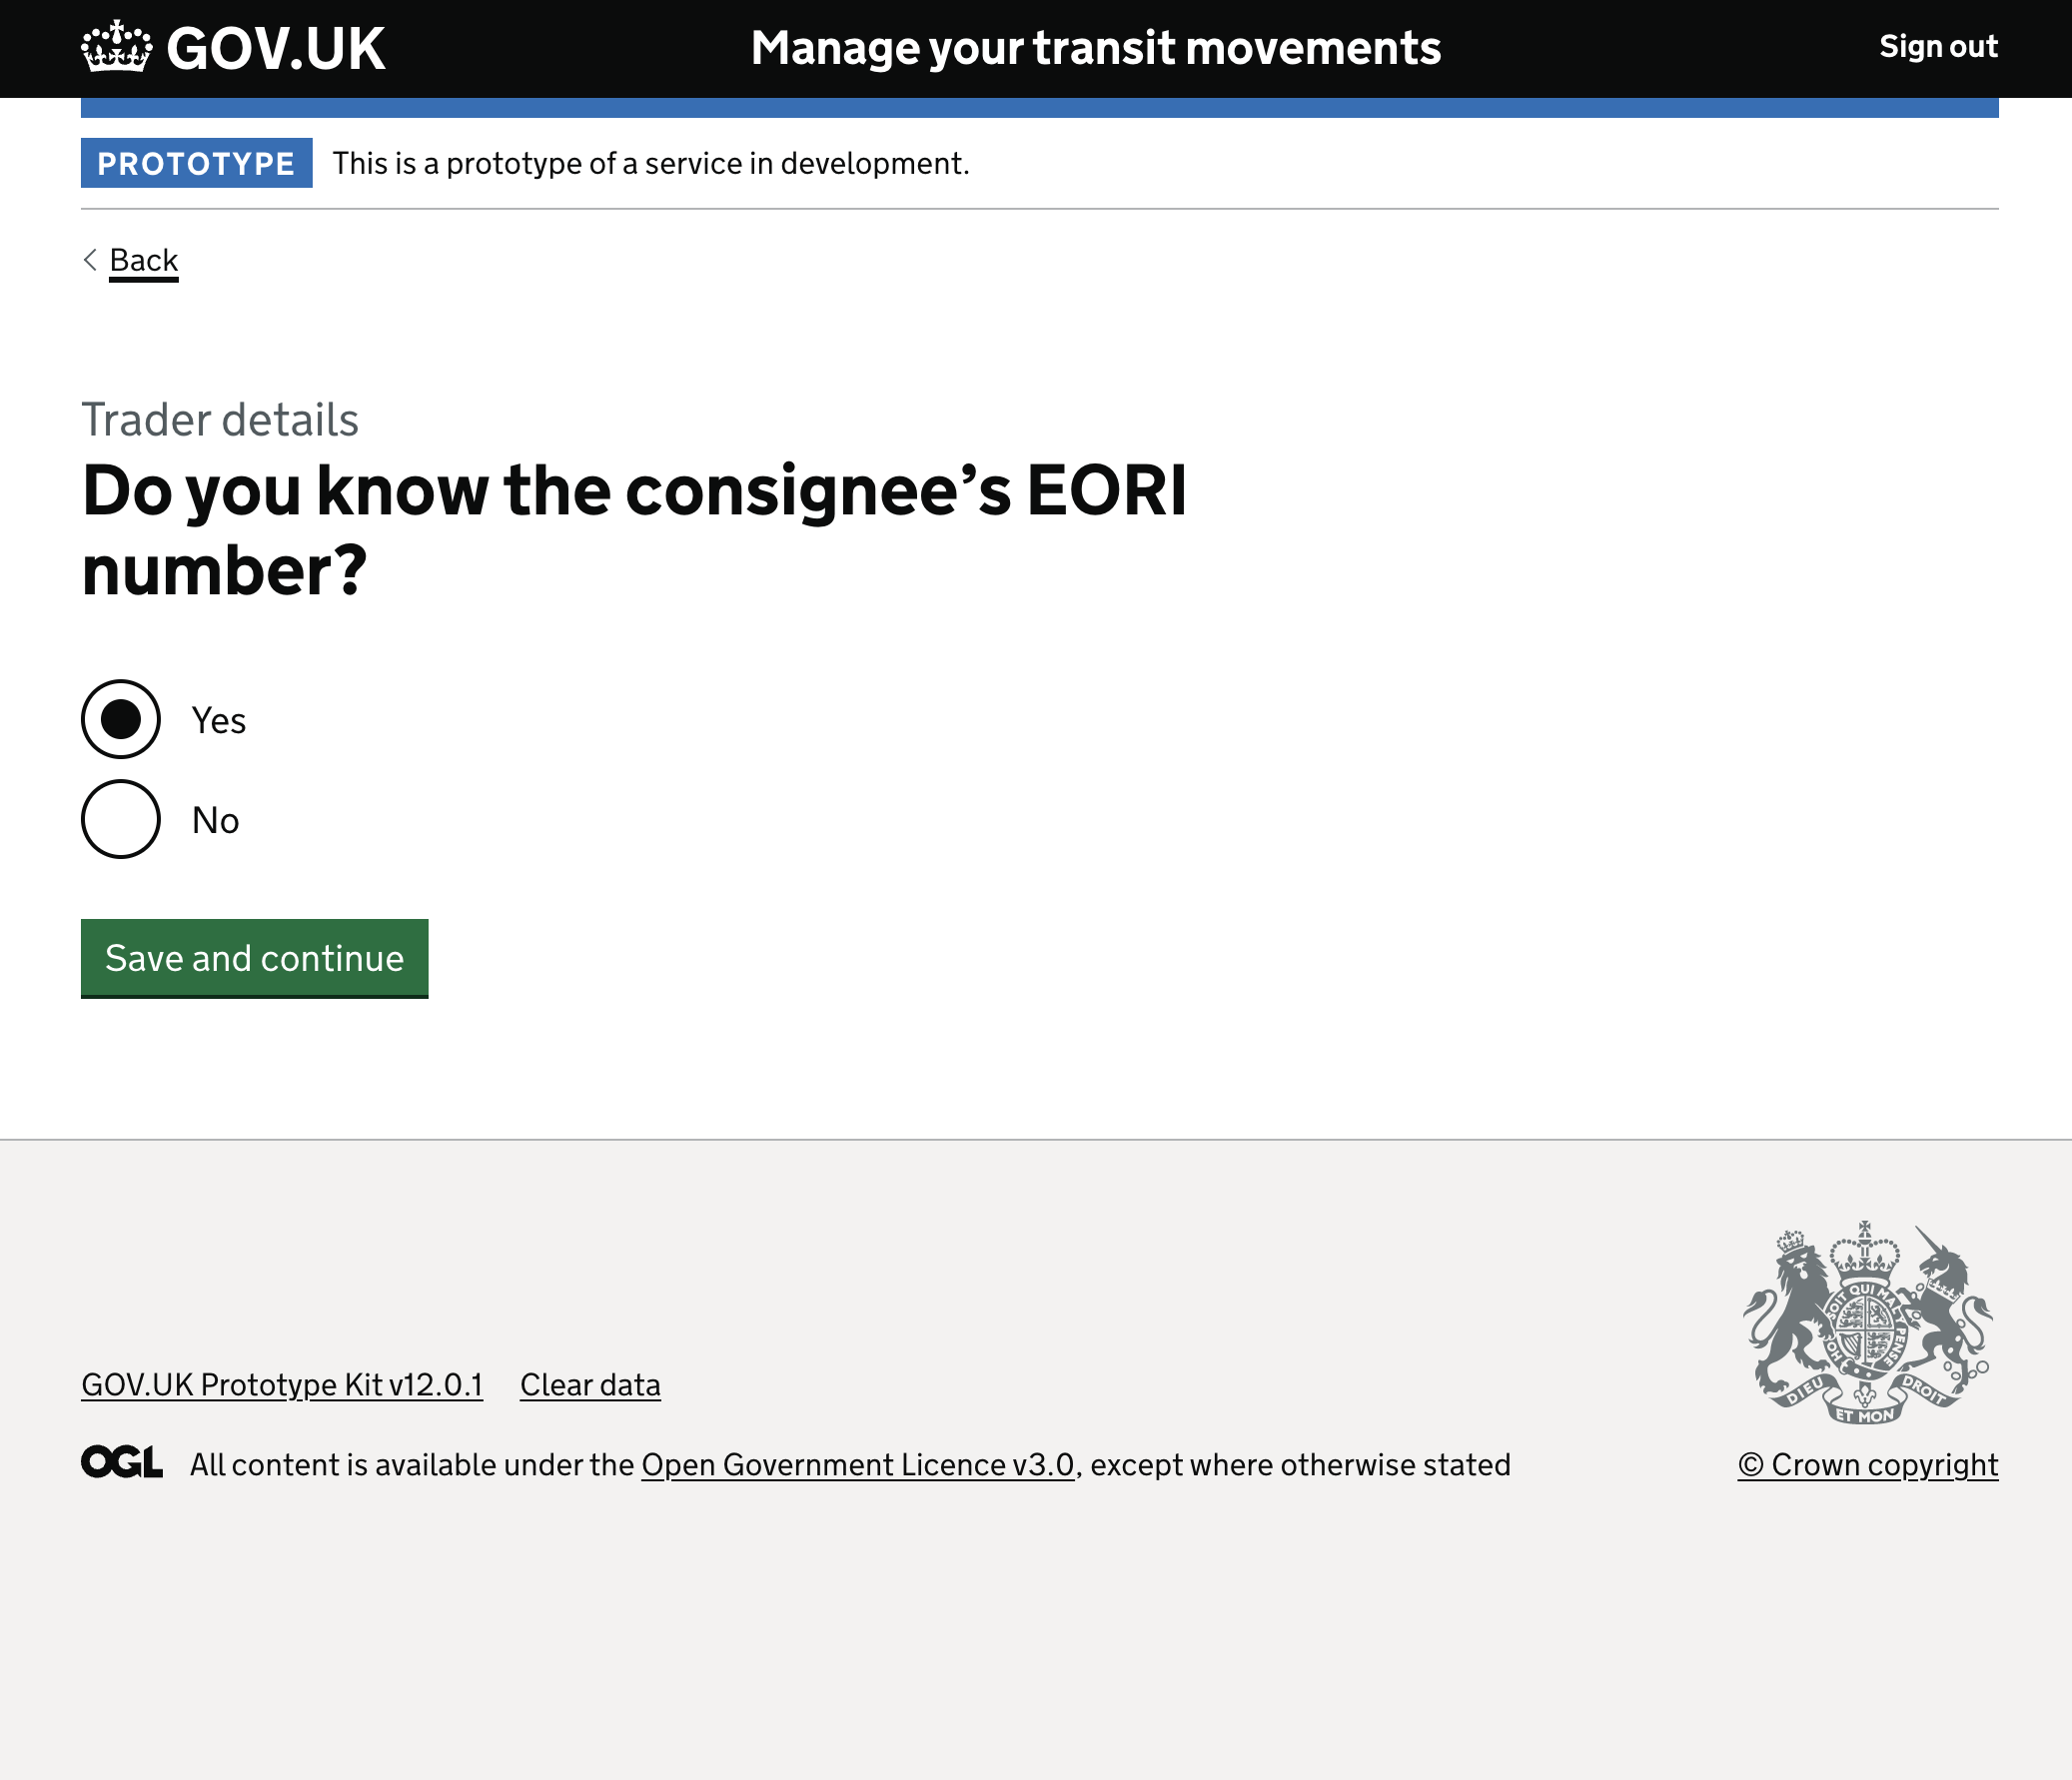 GOV.UK
Manage your transit movements
Sign out
PROTOTYPE This is a prototype of a service in development.
Back
Trader details
Do you know the consignee’s EORI
number?
Yes
No
Save and continue
SOIT QUI MAL Y PENSE
DIEU ET MON DROIT
GOV.UK Prototype Kit v12.0.1 Clear data
OGL All content is available under the Open Government Licence v3.0, except where otherwise stated
© Crown copyright